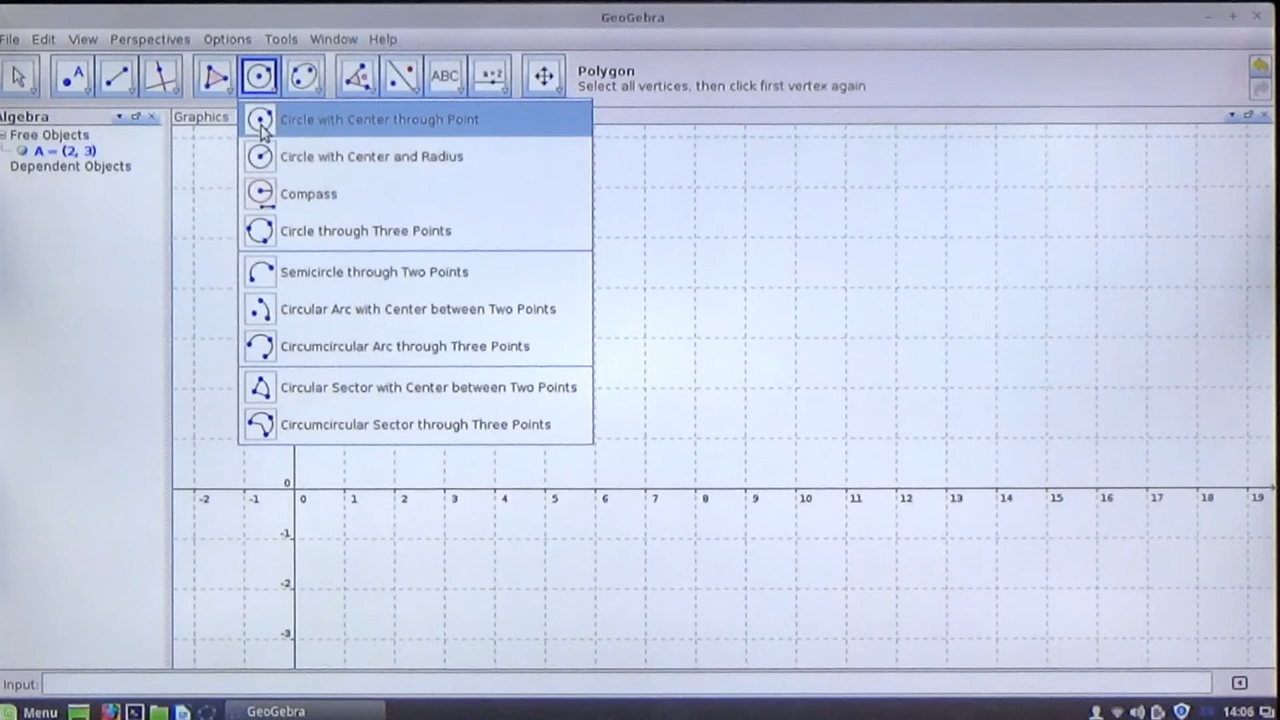 GeoGebra
File Edit View Perspectives Options Tools Window Help
A ABC a=2 Polygon
Select all vertices, then click first vertex again
Algebra Graphics
Free Objects
A = (2, 3)
Dependent Objects
Circle with Center through Point
Circle with Center and Radius
Compass
Circle through Three Points
Semicircle through Two Points
Circular Arc with Center between Two Points
Circumcircular Arc through Three Points
Circular Sector with Center between Two Points
Circumcircular Sector through Three Points
0
-2 -1 0 1 2 3 4 5 6 7 8 9 10 11 12 13 14 15 16 17 18 19
-1
-2
-3
Input:
Menu GeoGebra 14:06